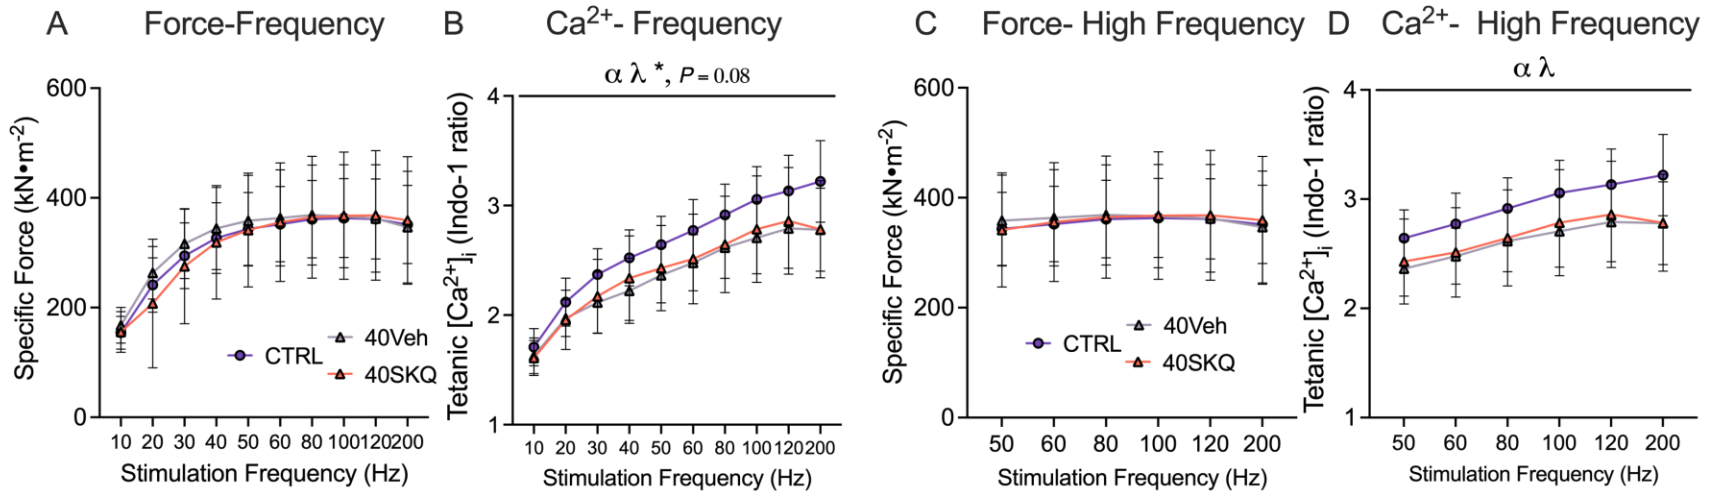 A Force-Frequency
600
400
200
0
Specific Force (kN•m-2)
10 20 30 40 50 60 80 100 120 200
Stimulation Frequency (Hz)
CTRL
40Veh
40SKQ
B Ca2+- Frequency
α λ *, P = 0.08
4
3
2
1
Tetanic [Ca2+]i (Indo-1 ratio)
10 20 30 40 50 60 80 100 120 200
Stimulation Frequency (Hz)
C Force- High Frequency
600
400
200
0
Specific Force (kN•m-2)
50 60 80 100 120 200
Stimulation Frequency (Hz)
CTRL
40Veh
40SKQ
D Ca2+- High Frequency
α λ
4
3
2
1
Tetanic [Ca2+]i (Indo-1 ratio)
50 60 80 100 120 200
Stimulation Frequency (Hz)